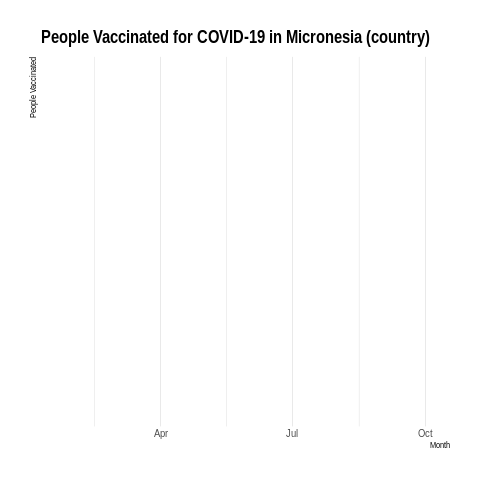 People Vaccinated for COVID-19 in Micronesia (country)
People Vaccinated
Apr
Jul
Oct
Month